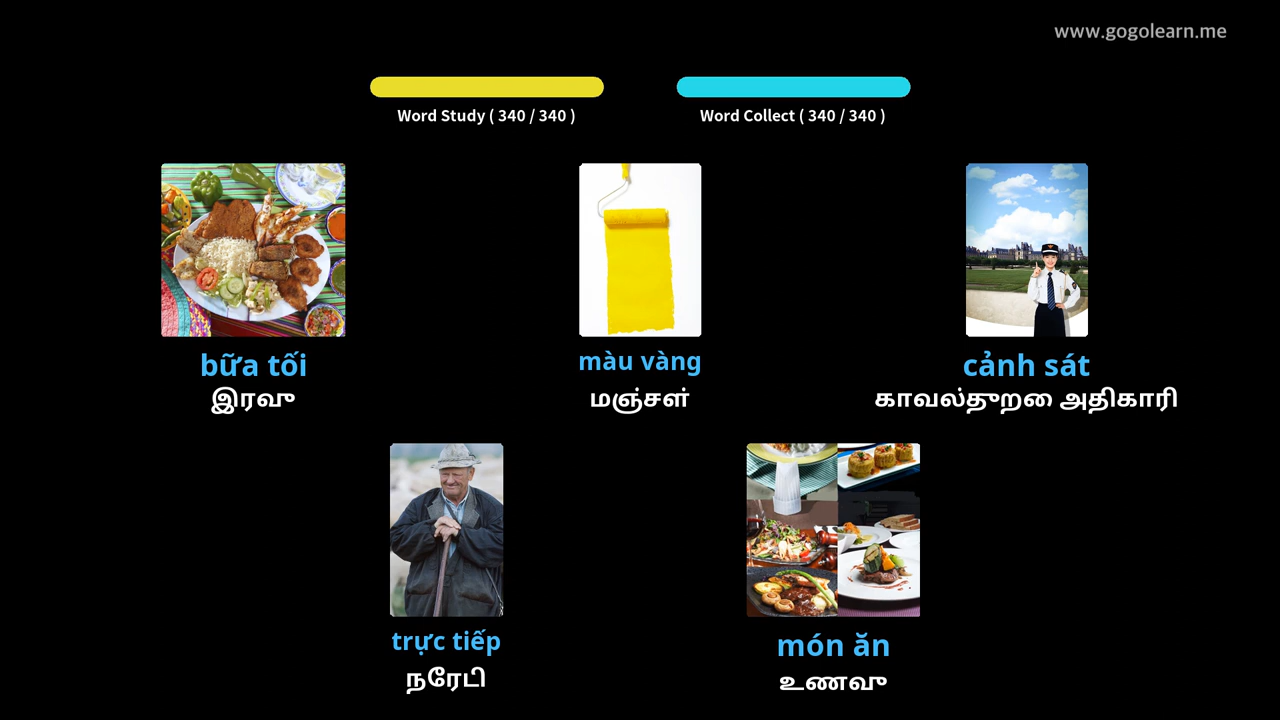 www.gogolearn.me
Word Study ( 340 / 340 )
Word Collect ( 340 / 340 )
bữa tối
இரவு
màu vàng
மஞ்சள்
cảnh sát
காவல்துறை அதிகாரி
trực tiếp
நேரடி
món ăn
உணவு